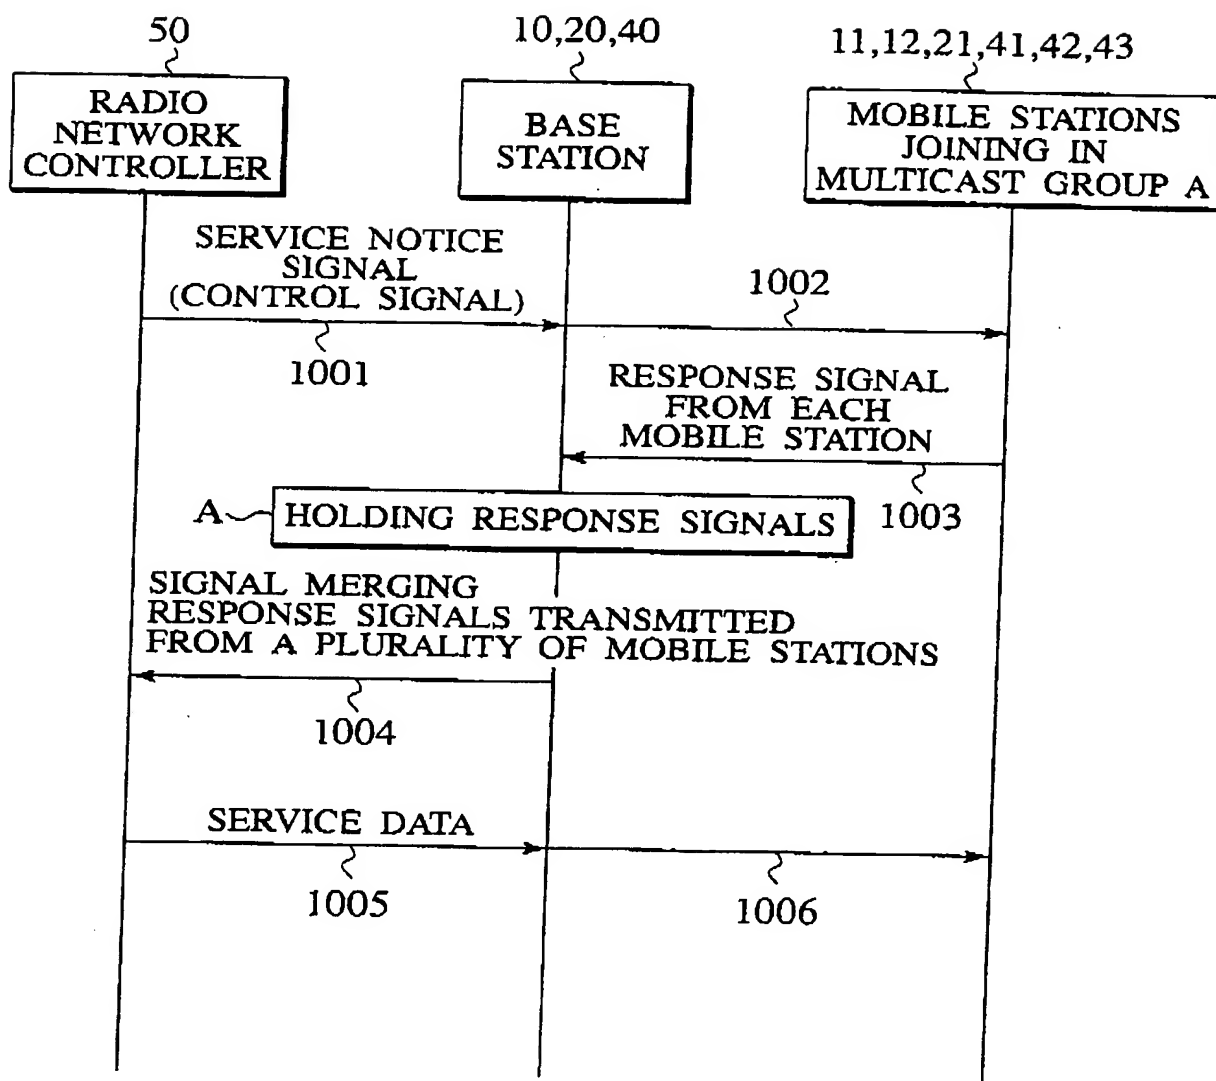 50
10,20,40
11,12,21,41,42,43
RADIO
NETWORK
CONTROLLER
BASE
STATION
MOBILE STATIONS
JOINING IN
MULTICAST GROUP A
SERVICE NOTICE
SIGNAL
(CONTROL SIGNAL)
1001
1002
RESPONSE SIGNAL
FROM EACH
MOBILE STATION
1003
A
HOLDING RESPONSE SIGNALS
SIGNAL MERGING
RESPONSE SIGNALS TRANSMITTED
FROM A PLURALITY OF MOBILE STATIONS
1004
SERVICE DATA
1005
1006